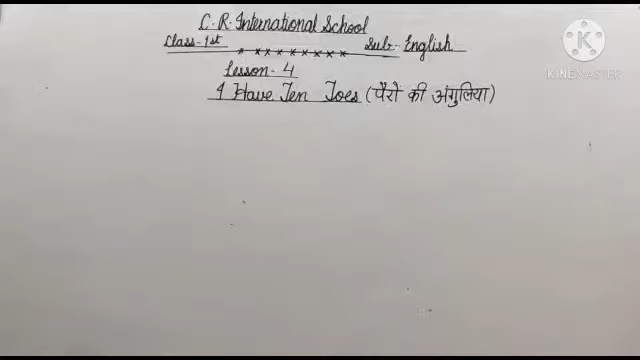 C.R. International School
Class-1st ×××××××××× Sub- English
Lesson-4
I Have Ten Toes (पैरो की अंगुलिया)
KINEMASTER